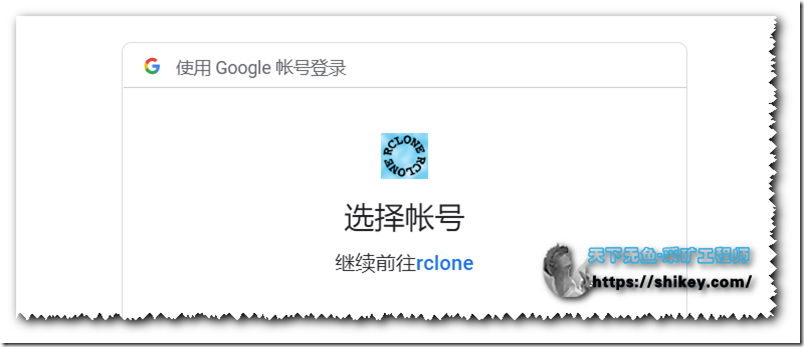 使用 Google 帐号登录
RCLONE RCLONE
选择帐号
继续前往rclone
天下无鱼·采矿工程师
https://shikey.com/